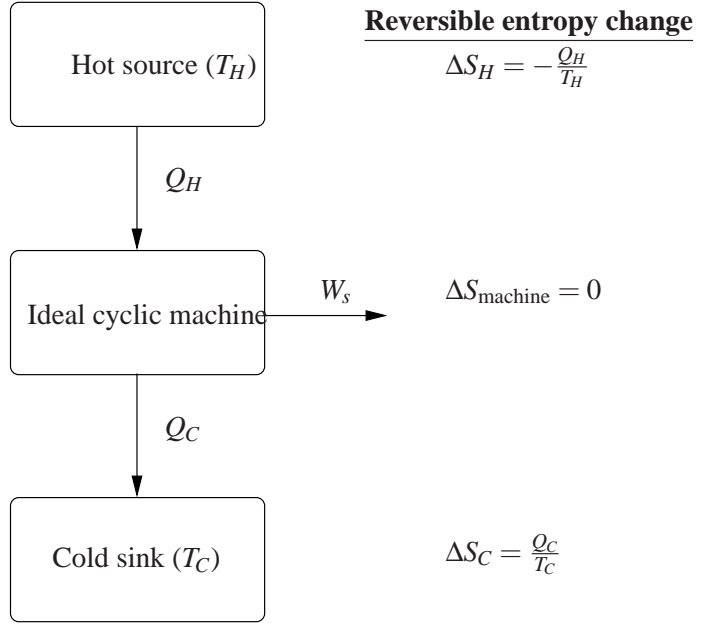 Reversible entropy change
Hot source (T_H)
ΔS_H = −Q_H/T_H
Q_H
Ideal cyclic machine
W_s
ΔS_machine = 0
Q_C
Cold sink (T_C)
ΔS_C = Q_C/T_C